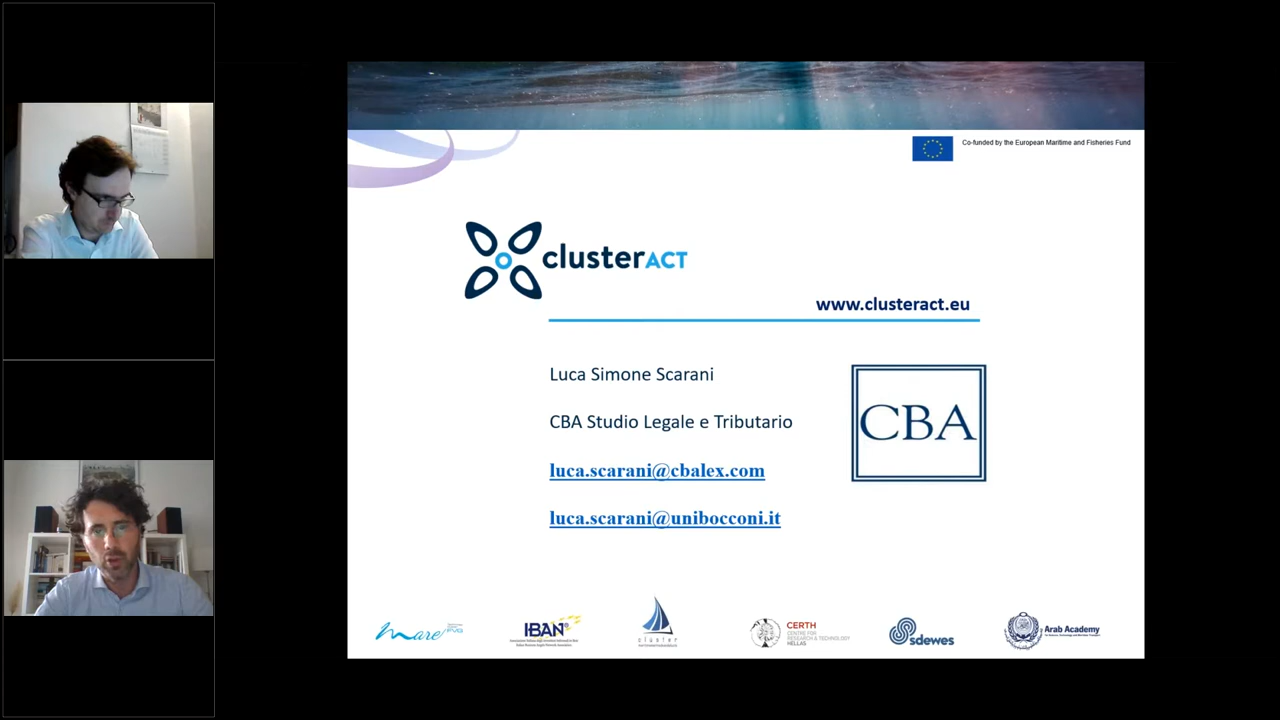 Co-funded by the European Maritime and Fisheries Fund
clusterACT
www.clusteract.eu
Luca Simone Scarani
CBA Studio Legale e Tributario
CBA
luca.scarani@cbalex.com
luca.scarani@unibocconi.it
mare FVG
IBAN
clúster
CERTH
CENTRE FOR
RESEARCH & TECHNOLOGY
HELLAS
sdewes
Arab Academy